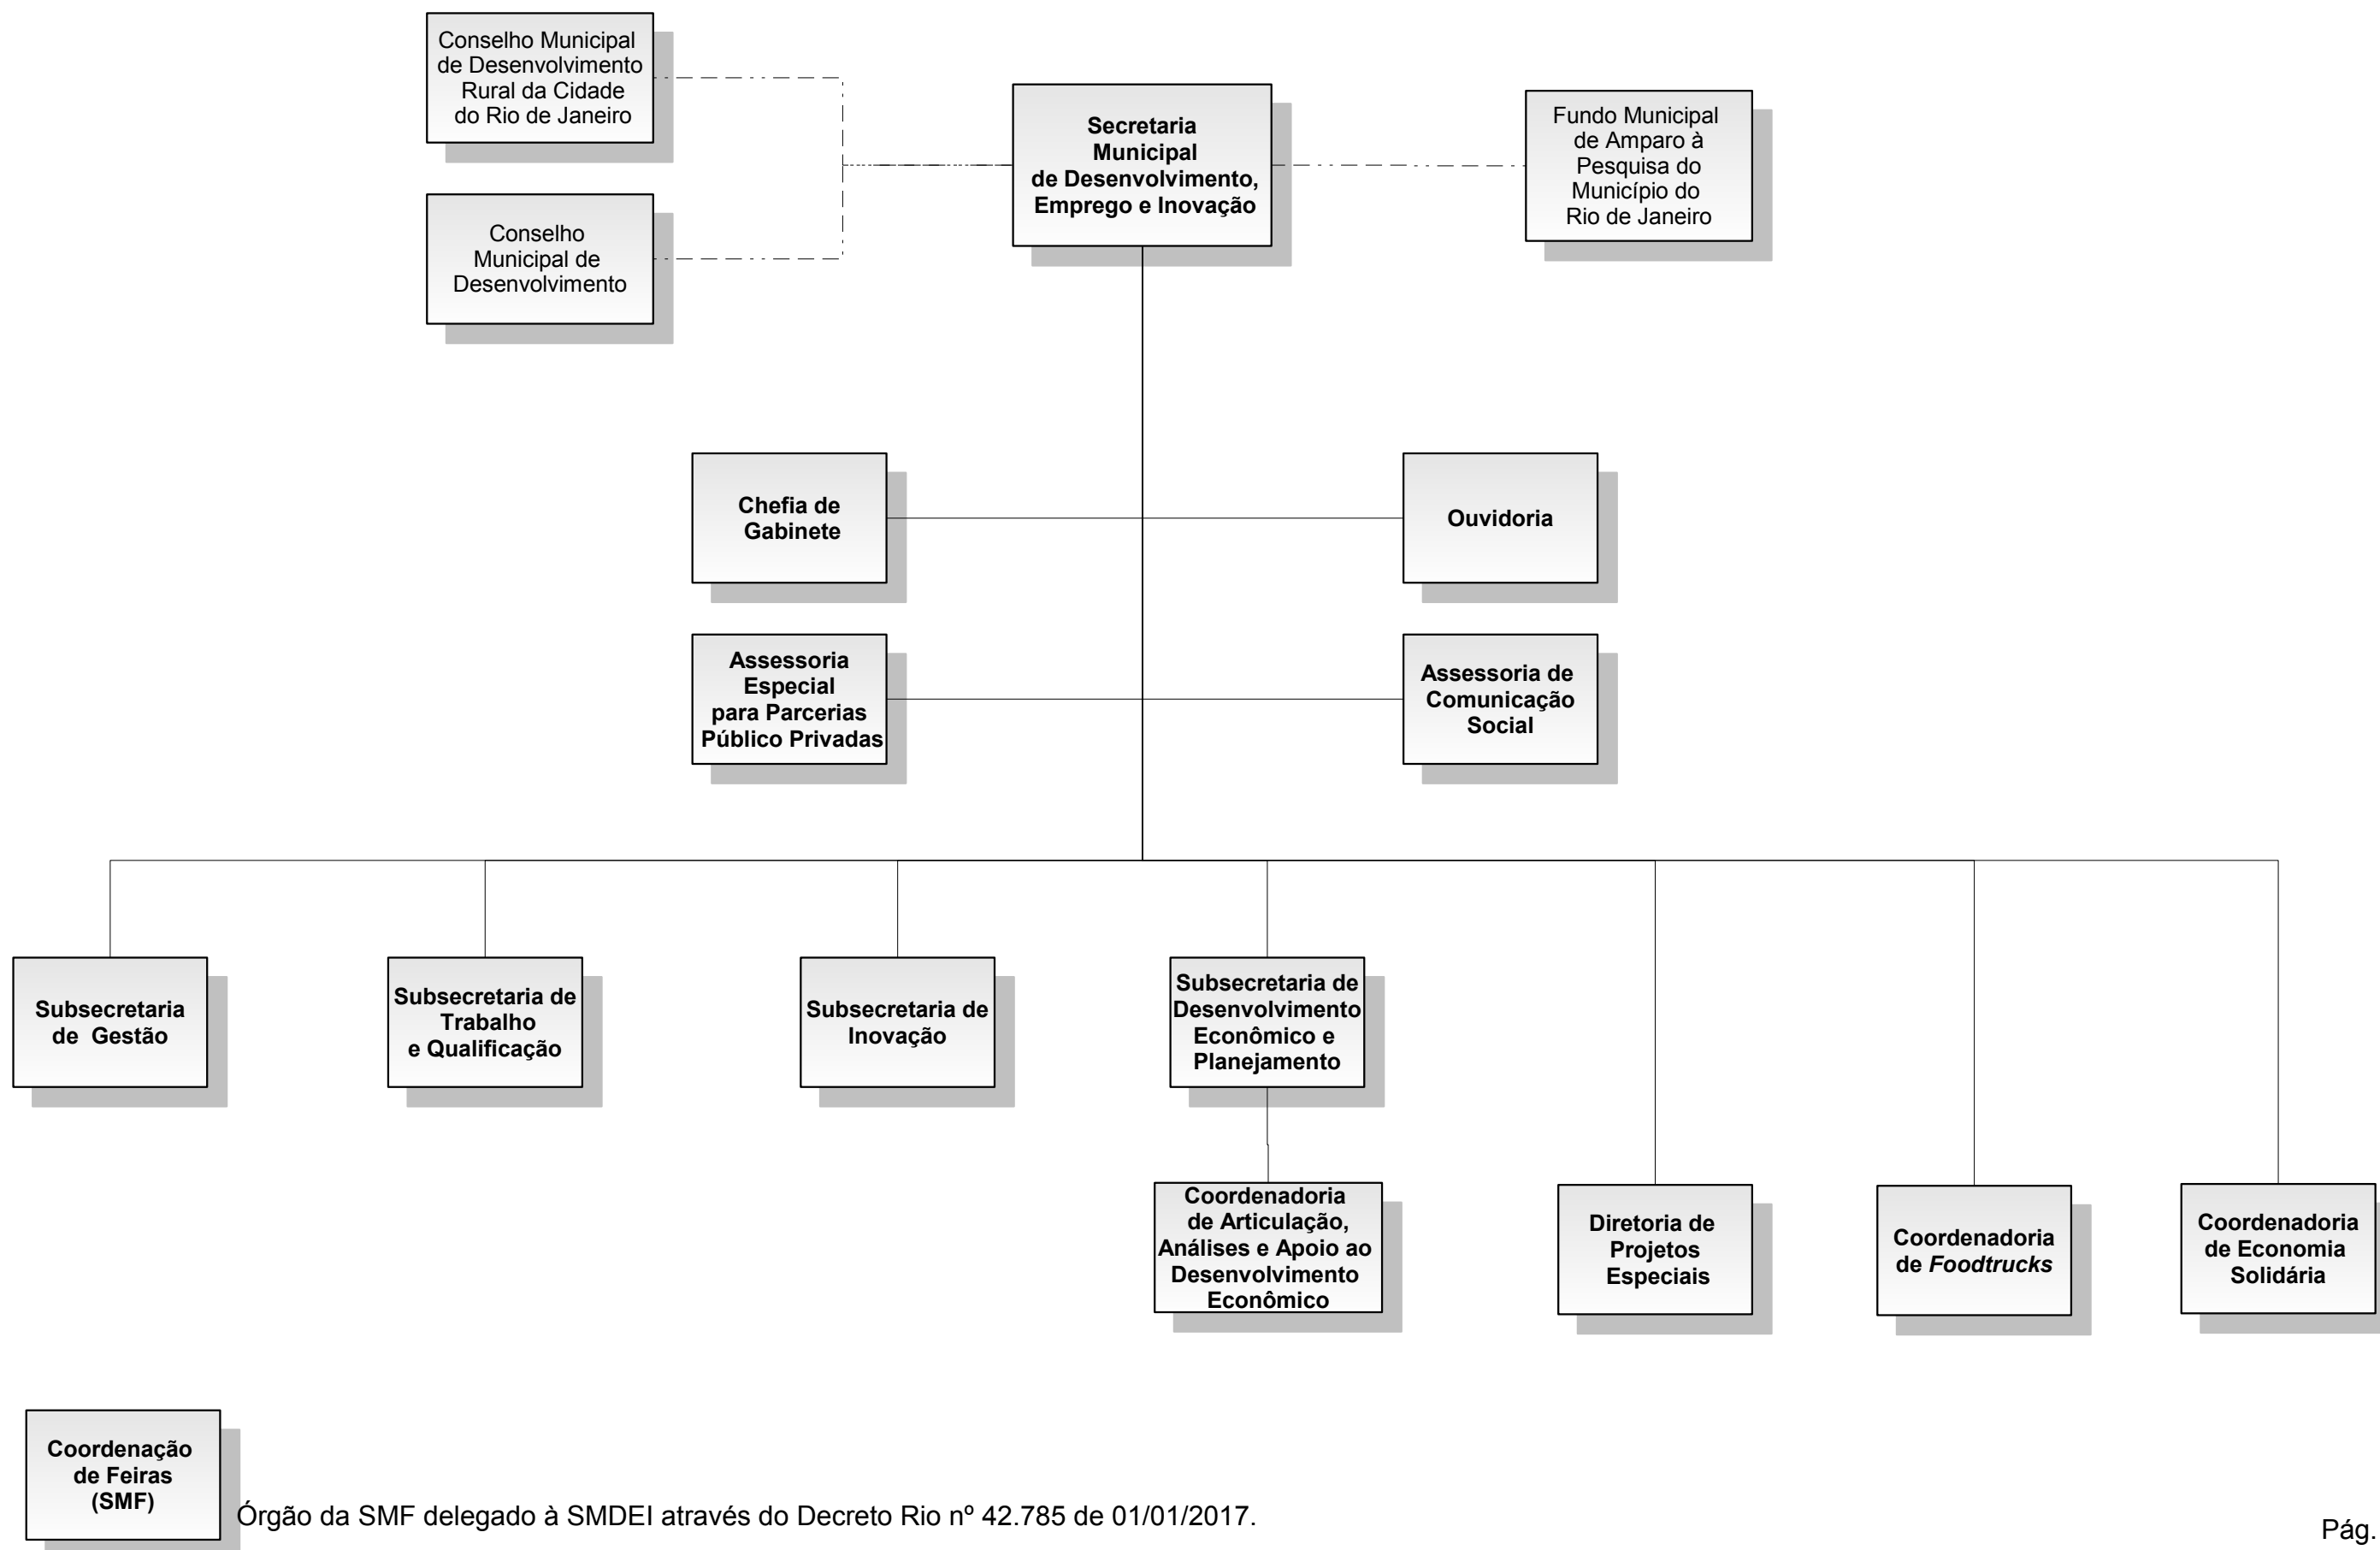 Conselho Municipal
de Desenvolvimento
Rural da Cidade
do Rio de Janeiro
Secretaria
Municipal
de Desenvolvimento,
Emprego e Inovação
Fundo Municipal
de Amparo à
Pesquisa do
Município do
Rio de Janeiro
Conselho
Municipal de
Desenvolvimento
Chefia de
Gabinete
Ouvidoria
Assessoria
Especial
para Parcerias
Público Privadas
Assessoria de
Comunicação
Social
Subsecretaria
de Gestão
Subsecretaria de
Trabalho
e Qualificação
Subsecretaria de
Inovação
Subsecretaria de
Desenvolvimento
Econômico e
Planejamento
Coordenadoria
de Articulação,
Análises e Apoio ao
Desenvolvimento
Econômico
Diretoria de
Projetos
Especiais
Coordenadoria
de Foodtrucks
Coordenadoria
de Economia
Solidária
Coordenação
de Feiras
(SMF)
Órgão da SMF delegado à SMDEI através do Decreto Rio nº 42.785 de 01/01/2017.
Pág.